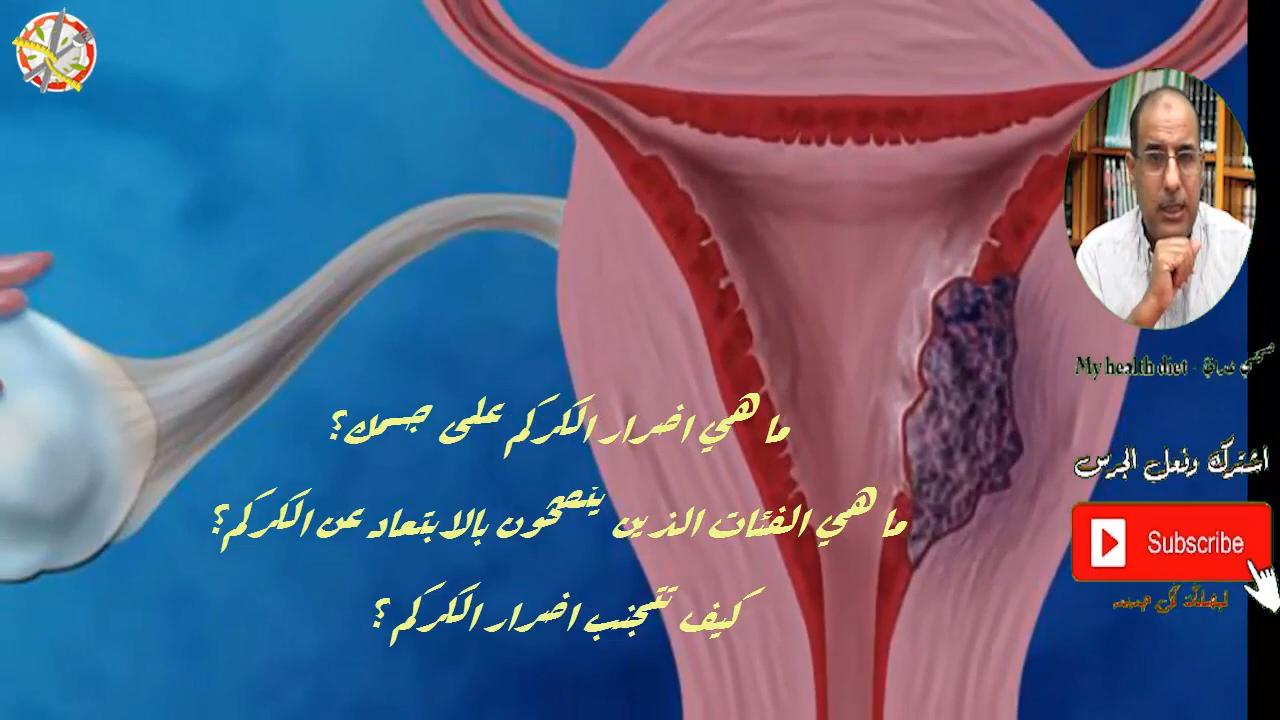 ما هي اضرار الكركم على جسمك؟
ما هي الفئات الذين ينصحون بالابتعاد عن الكركم؟
كيف تتجنب اضرار الكركم؟
My health diet -
اشترك وفعل الجرس
Subscribe